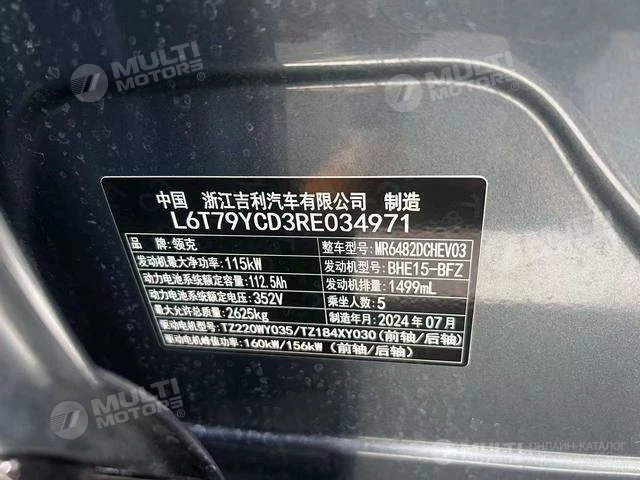 MULTI MOTORS®
MULTI MOTORS®
中国 浙江吉利汽车有限公司 制造
L6T79YCD3RE034971
品牌:领克 整车型号:MR6482DCHEV03
发动机最大净功率:115kW 发动机型号:BHE15-BFZ
动力电池系统额定容量:112.5Ah 发动机排量:1499mL
动力电池系统额定电压:352V 乘坐人数:5
最大允许总质量:2625kg 制造年月:2024年07月
驱动电机型号:TZ220WY035/TZ184XY030(前轴/后轴)
驱动电机峰值功率:160kW/156kW (前轴/后轴)
MULTI MOTORS®
MULTI
ОНЛАЙН-КАТАЛОГ